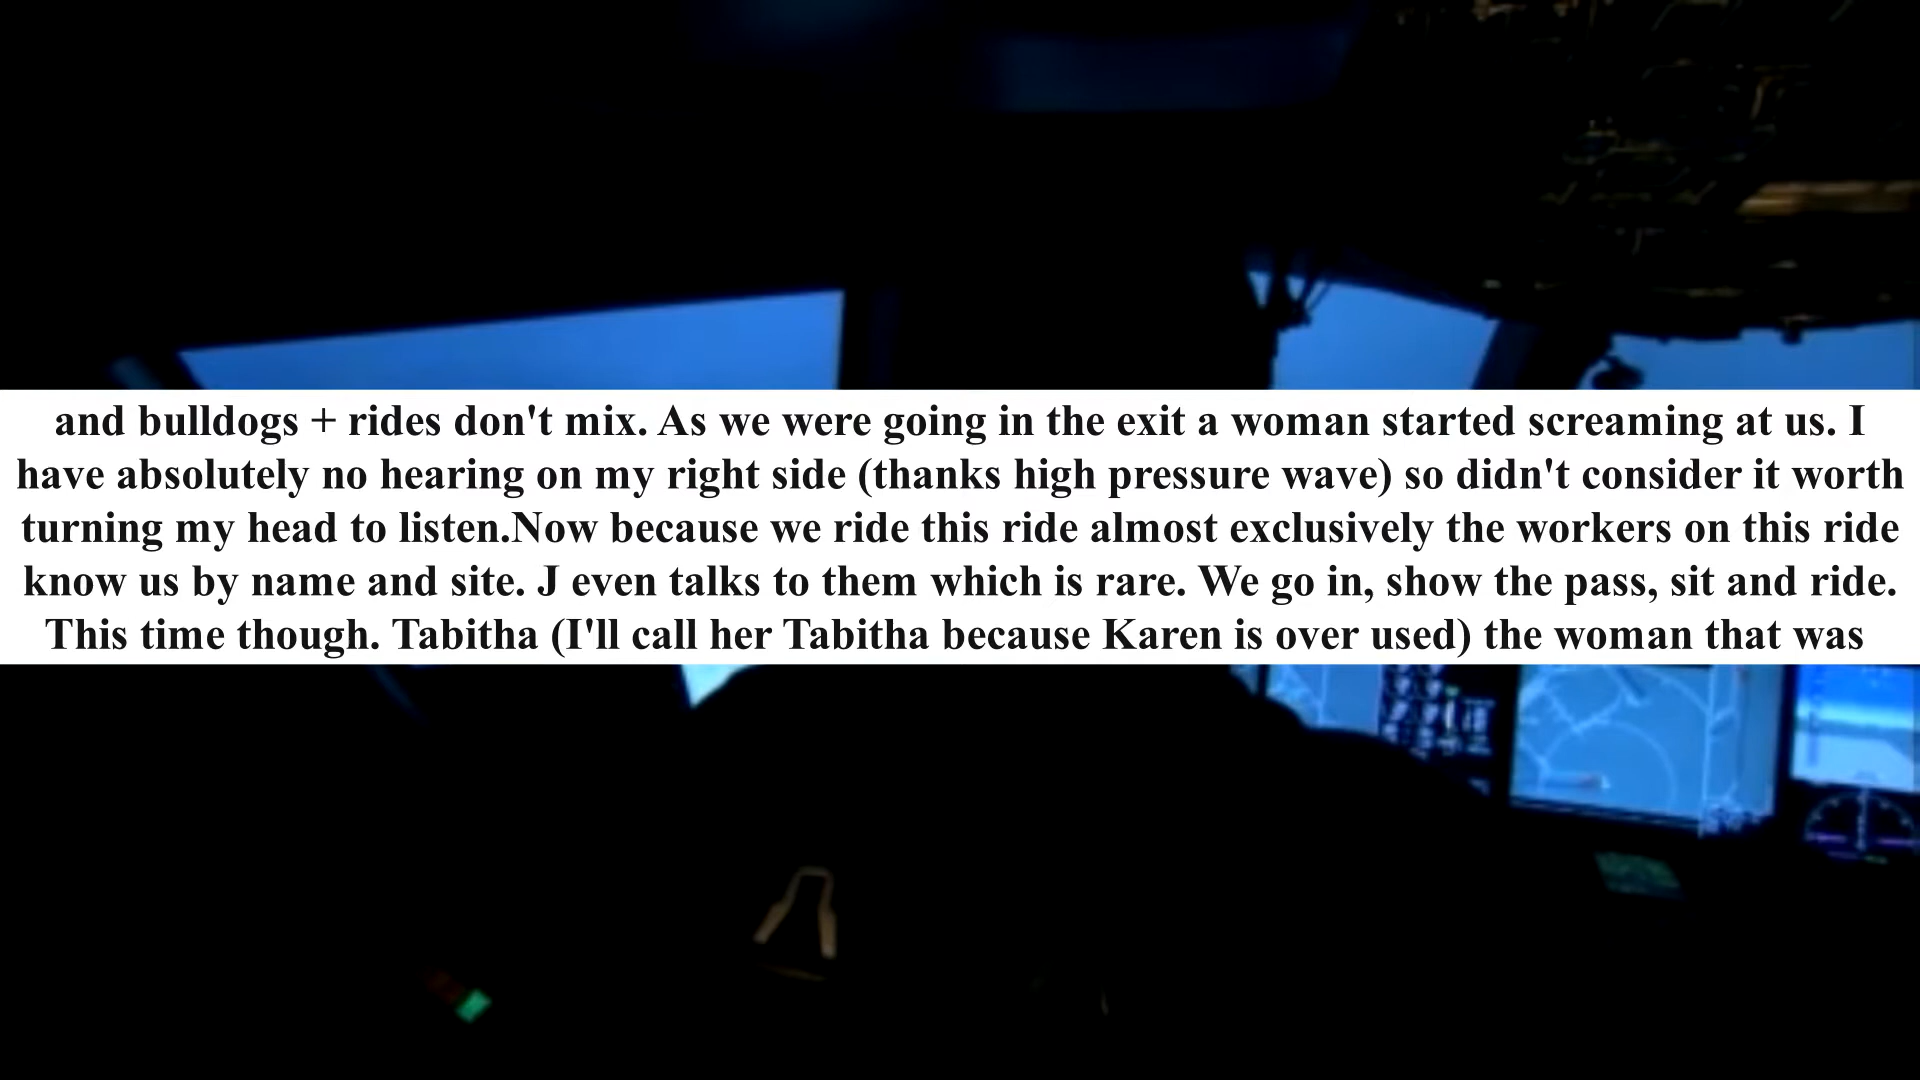 and bulldogs + rides don't mix. As we were going in the exit a woman started screaming at us. I
have absolutely no hearing on my right side (thanks high pressure wave) so didn't consider it worth
turning my head to listen.Now because we ride this ride almost exclusively the workers on this ride
know us by name and site. J even talks to them which is rare. We go in, show the pass, sit and ride.
This time though. Tabitha (I'll call her Tabitha because Karen is over used) the woman that was